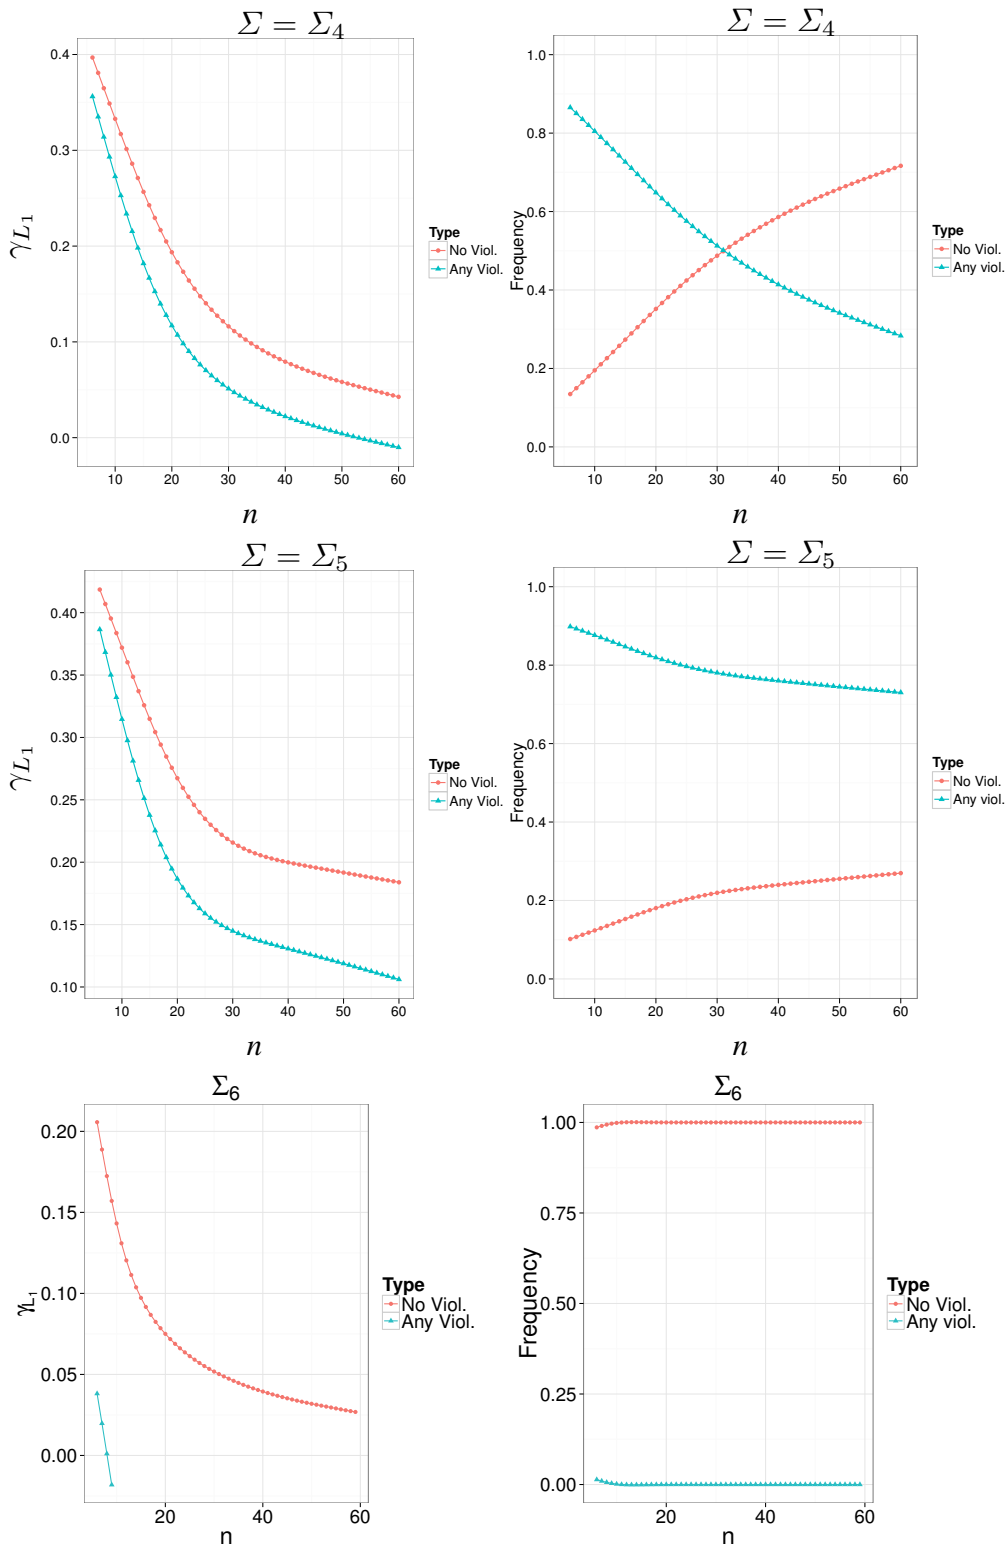 Σ = Σ4
γL1
0.4
0.3
0.2
0.1
0.0
10 20 30 40 50 60
n
Type
No Viol.
Any Viol.
Σ = Σ4
Frequency
1.0
0.8
0.6
0.4
0.2
0.0
10 20 30 40 50 60
n
Type
No Viol.
Any viol.
Σ = Σ5
γL1
0.40
0.35
0.30
0.25
0.20
0.15
0.10
10 20 30 40 50 60
n
Type
No Viol.
Any Viol.
Σ = Σ5
Frequency
1.0
0.8
0.6
0.4
0.2
0.0
10 20 30 40 50 60
n
Type
No Viol.
Any viol.
Σ6
γL1
0.20
0.15
0.10
0.05
0.00
20 40 60
n
Type
No Viol.
Any Viol.
Σ6
Frequency
1.00
0.75
0.50
0.25
0.00
20 40 60
n
Type
No Viol.
Any viol.